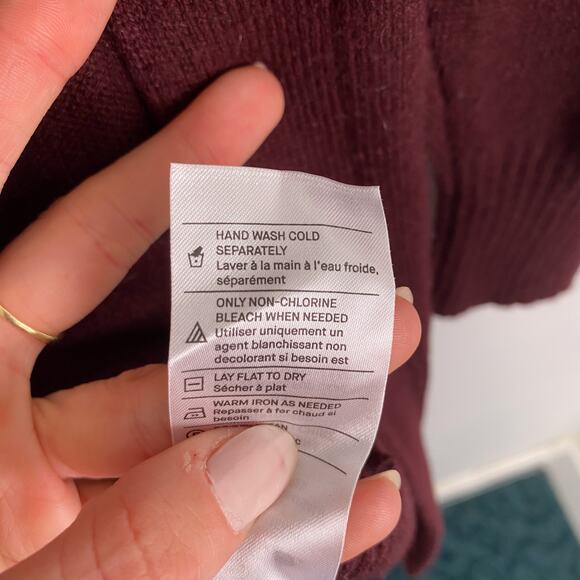 HAND WASH COLD
SEPARATELY
Laver à la main à l'eau froide,
séparément
ONLY NON-CHLORINE
BLEACH WHEN NEEDED
Utiliser uniquement un
agent blanchissant non
decolorant si besoin est
LAY FLAT TO DRY
Sécher à plat
WARM IRON AS NEEDED
Repasser à fer chaud si
besoin